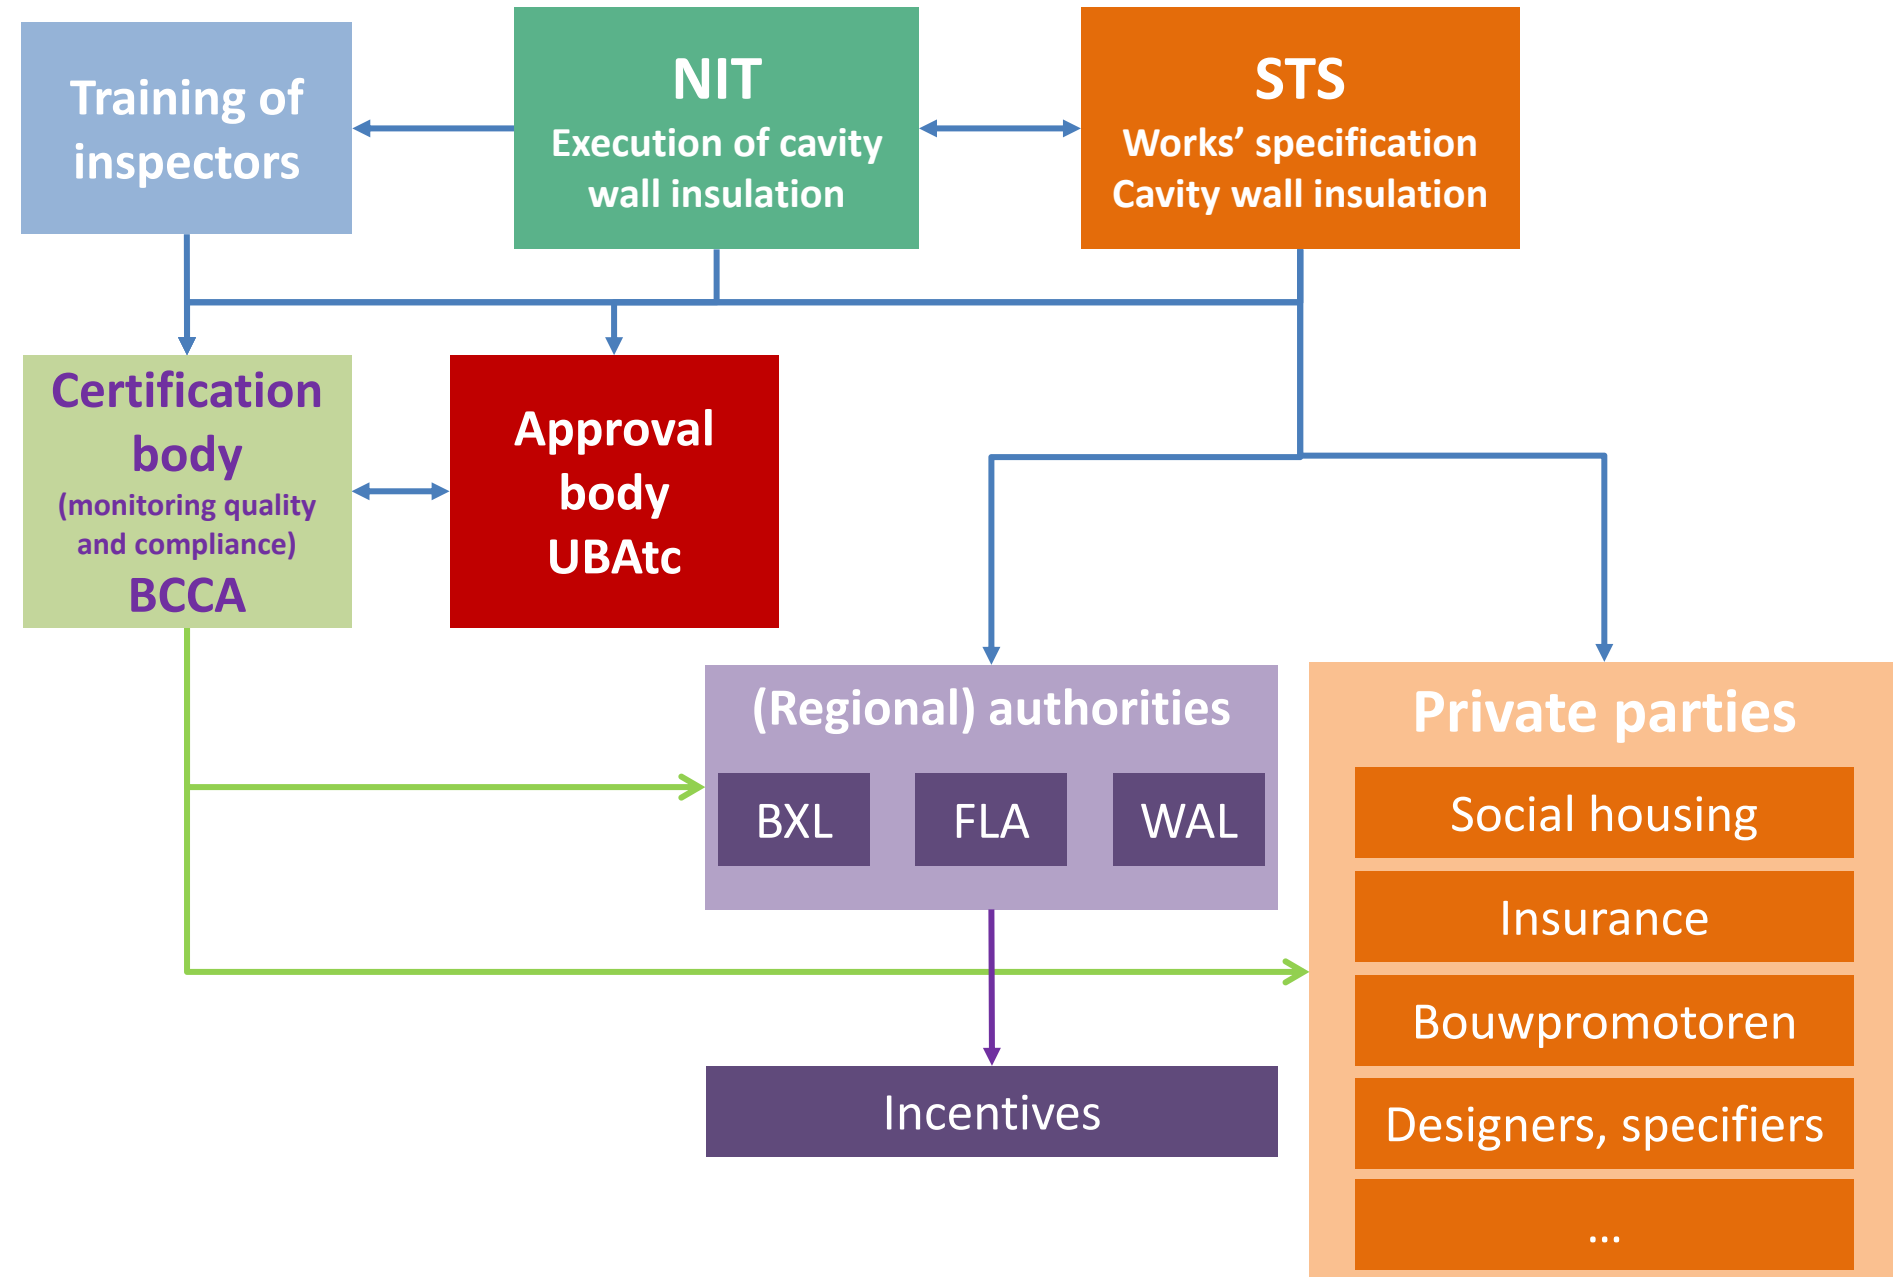 Training of
inspectors
NIT
Execution of cavity
wall insulation
STS
Works’ specification
Cavity wall insulation
Certification
body
(monitoring quality
and compliance)
BCCA
Approval
body
UBAtc
(Regional) authorities
BXL
FLA
WAL
Incentives
Private parties
Social housing
Insurance
Bouwpromotoren
Designers, specifiers
...